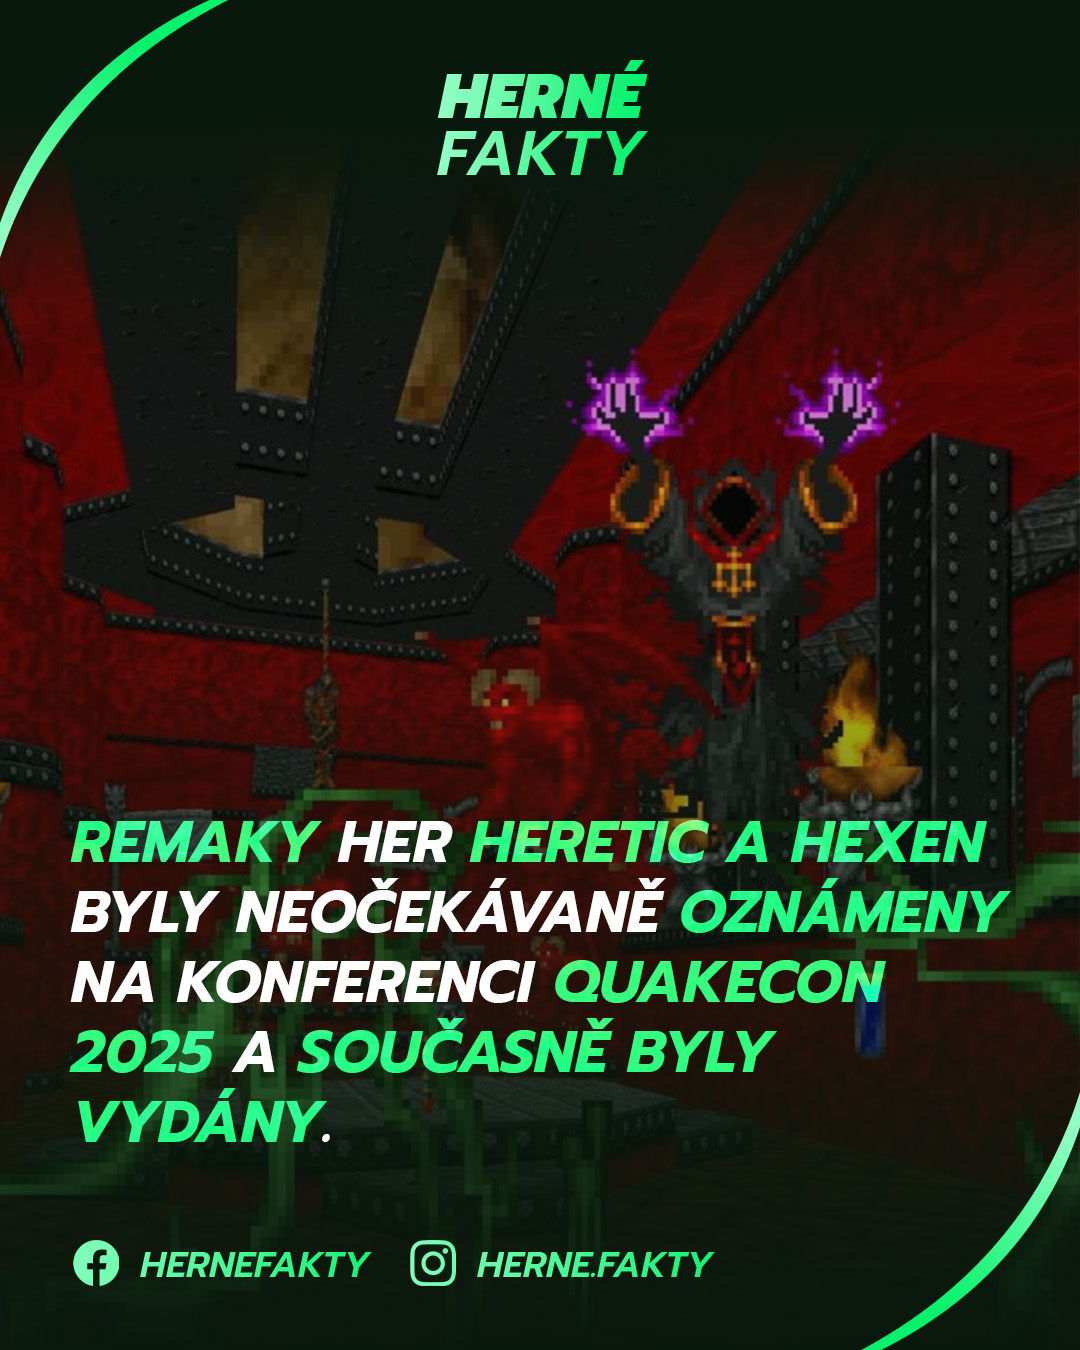 HERNÉ
FAKTY
REMAKY HER HERETIC A HEXEN
BYLY NEOČEKÁVANĚ OZNÁMENY
NA KONFERENCI QUAKECON
2025 A SOUČASNĚ BYLY
VYDÁNY.
HERNEFAKTY HERNE.FAKTY